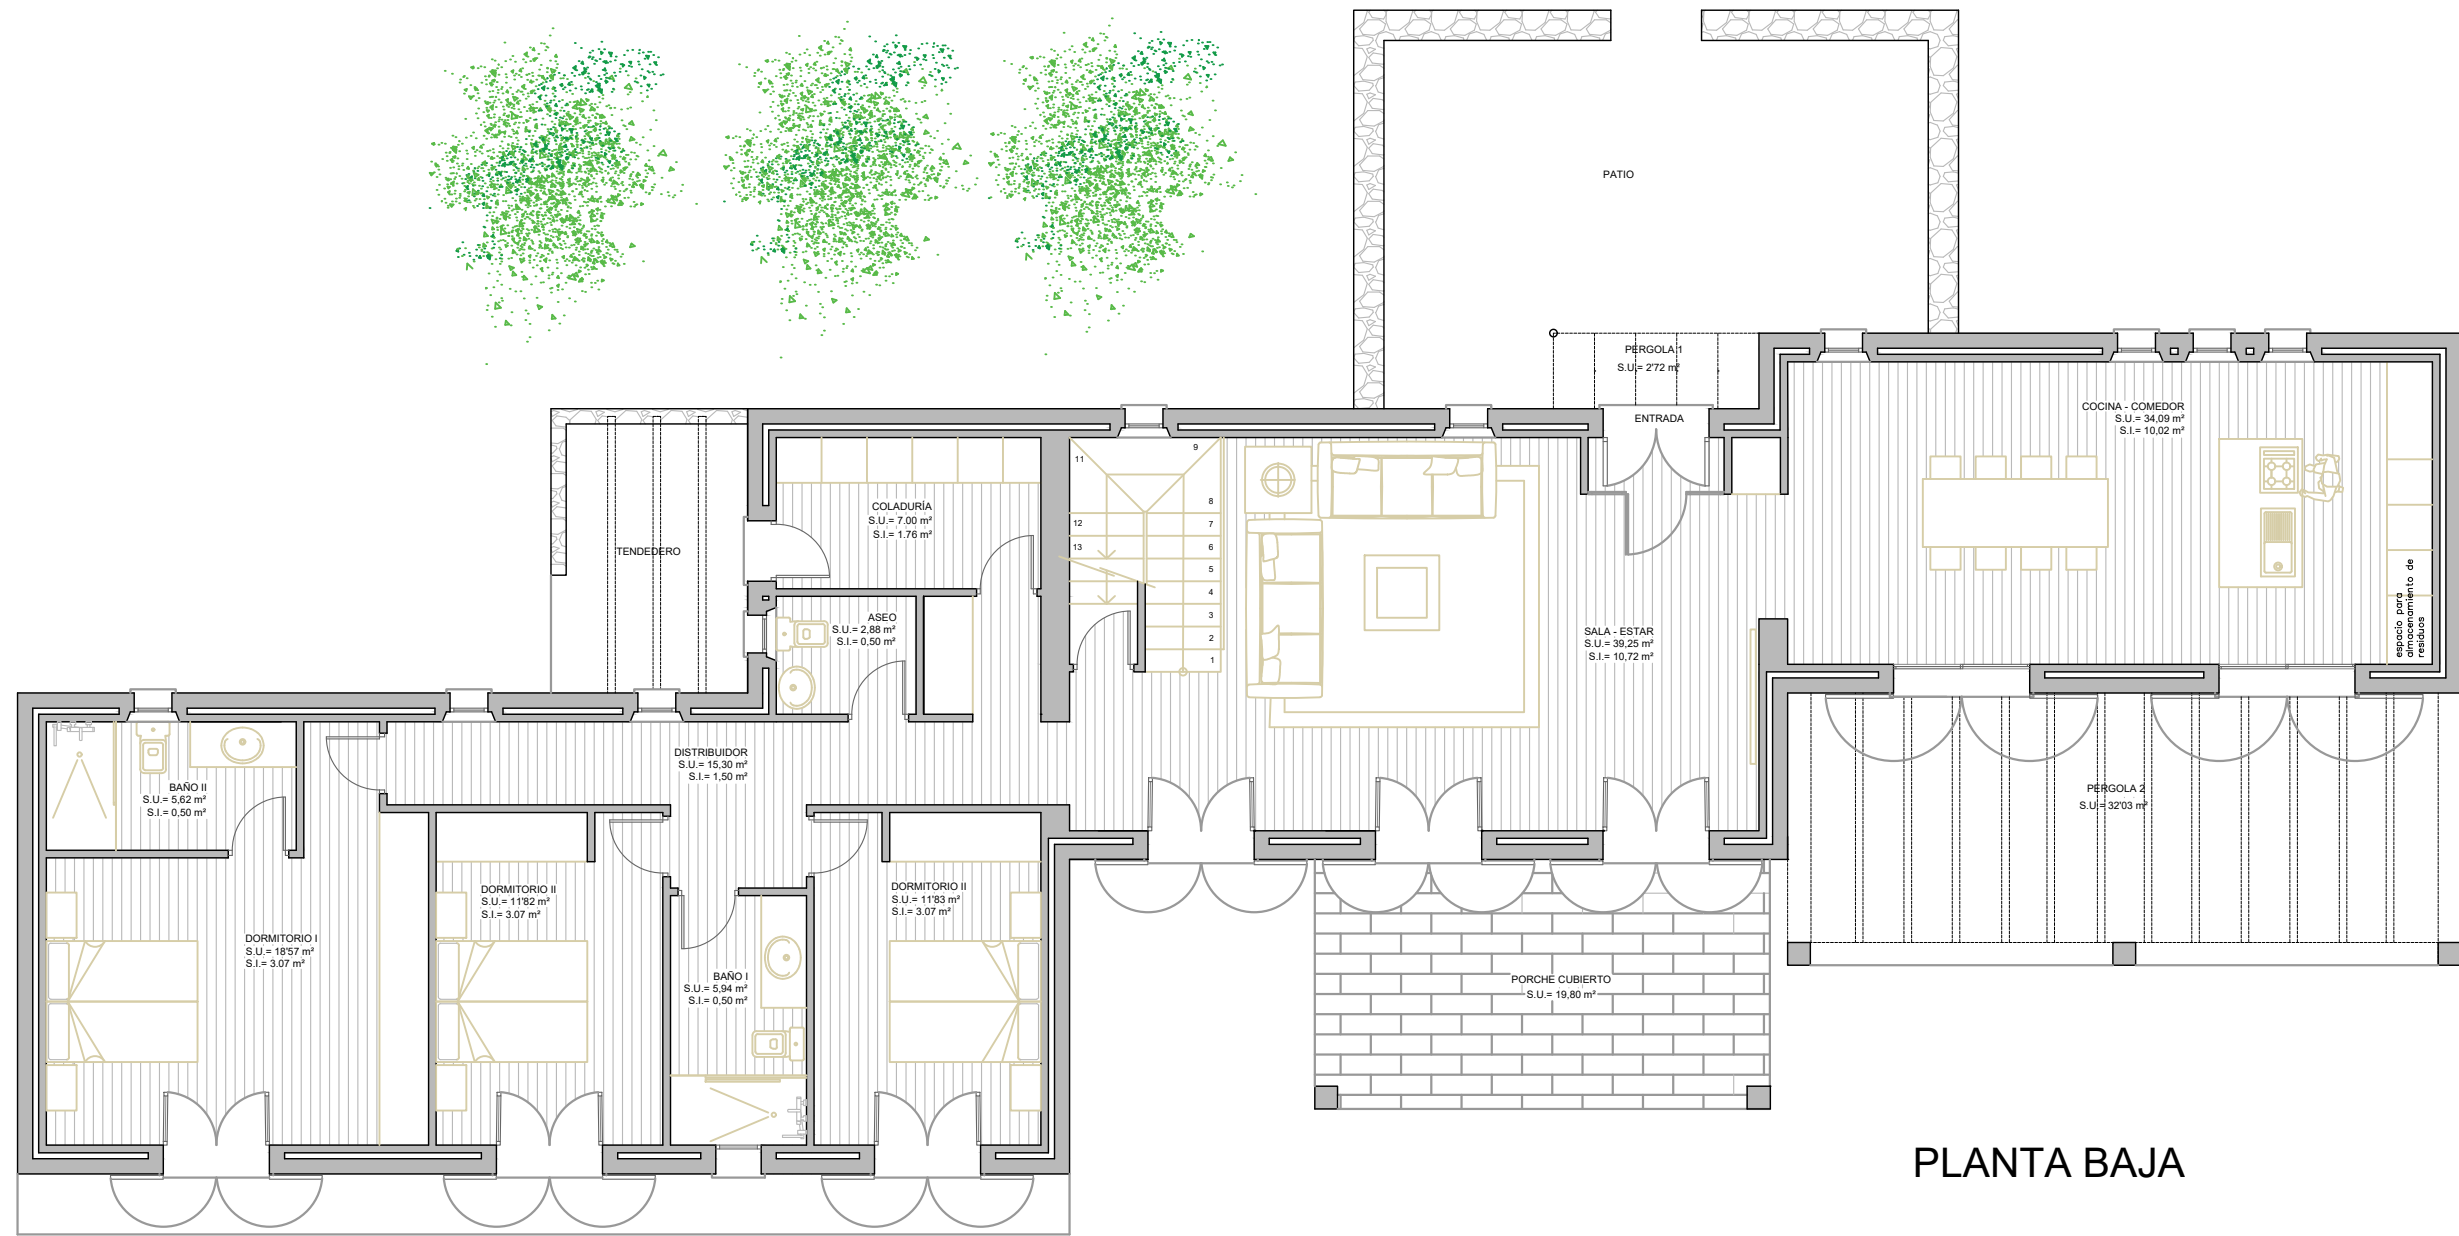 PATIO
PERGOLA 1
S.U.= 2'72 m²
ENTRADA
COCINA - COMEDOR
S.U.= 34,09 m²
S.I.= 10,02 m²
espacio para
almacenamiento de
residuos
COLADURÍA
S.U.= 7.00 m²
S.I.= 1.76 m²
TENDEDERO
11
9
8
12
7
13
6
5
4
3
2
1
ASEO
S.U.= 2,88 m²
S.I.= 0,50 m²
SALA - ESTAR
S.U.= 39,25 m²
S.I.= 10,72 m²
DISTRIBUIDOR
S.U.= 15,30 m²
S.I.= 1,50 m²
BAÑO II
S.U.= 5,62 m²
S.I.= 0,50 m²
PERGOLA 2
S.U.= 32'03 m²
DORMITORIO II
S.U.= 11'82 m²
S.I.= 3.07 m²
DORMITORIO II
S.U.= 11'83 m²
S.I.= 3.07 m²
DORMITORIO I
S.U.= 18'57 m²
S.I.= 3.07 m²
BAÑO I
S.U.= 5,94 m²
S.I.= 0,50 m²
PORCHE CUBIERTO
S.U.= 19,80 m²
PLANTA BAJA